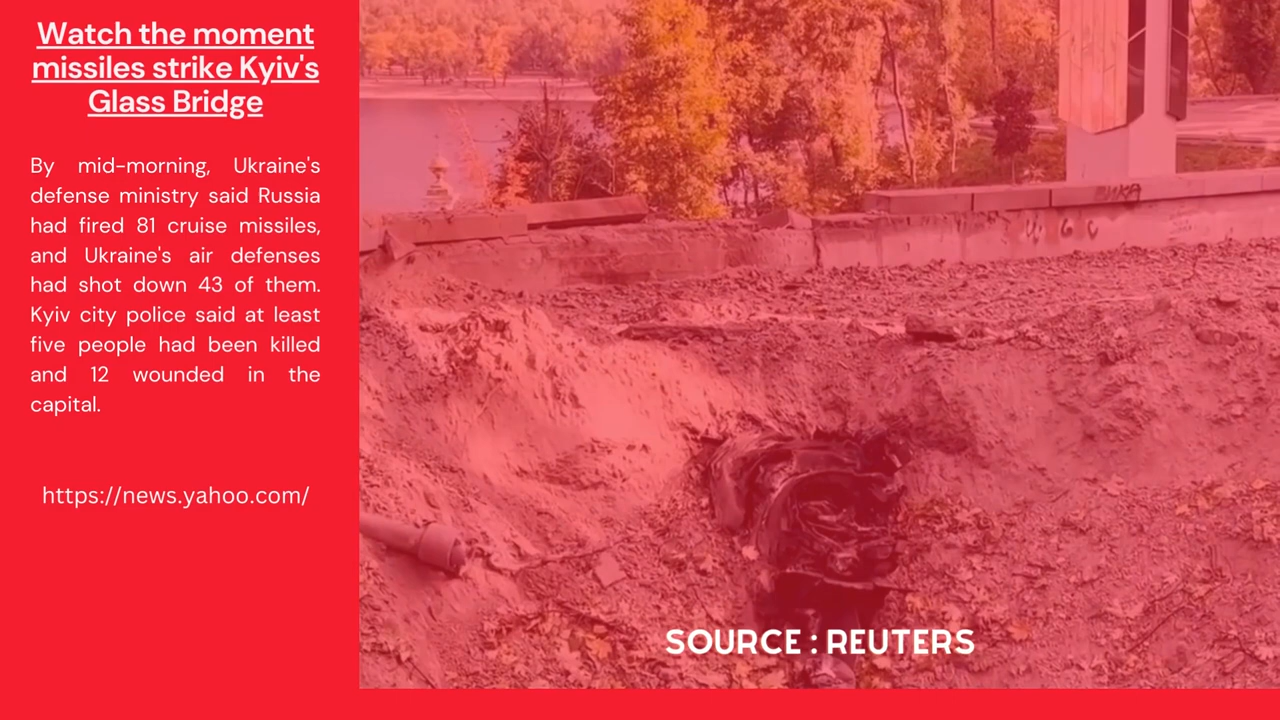 Watch the moment
missiles strike Kyiv's
Glass Bridge
By mid-morning, Ukraine's
defense ministry said Russia
had fired 81 cruise missiles,
and Ukraine's air defenses
had shot down 43 of them.
Kyiv city police said at least
five people had been killed
and 12 wounded in the
capital.
https://news.yahoo.com/
SOURCE : REUTERS